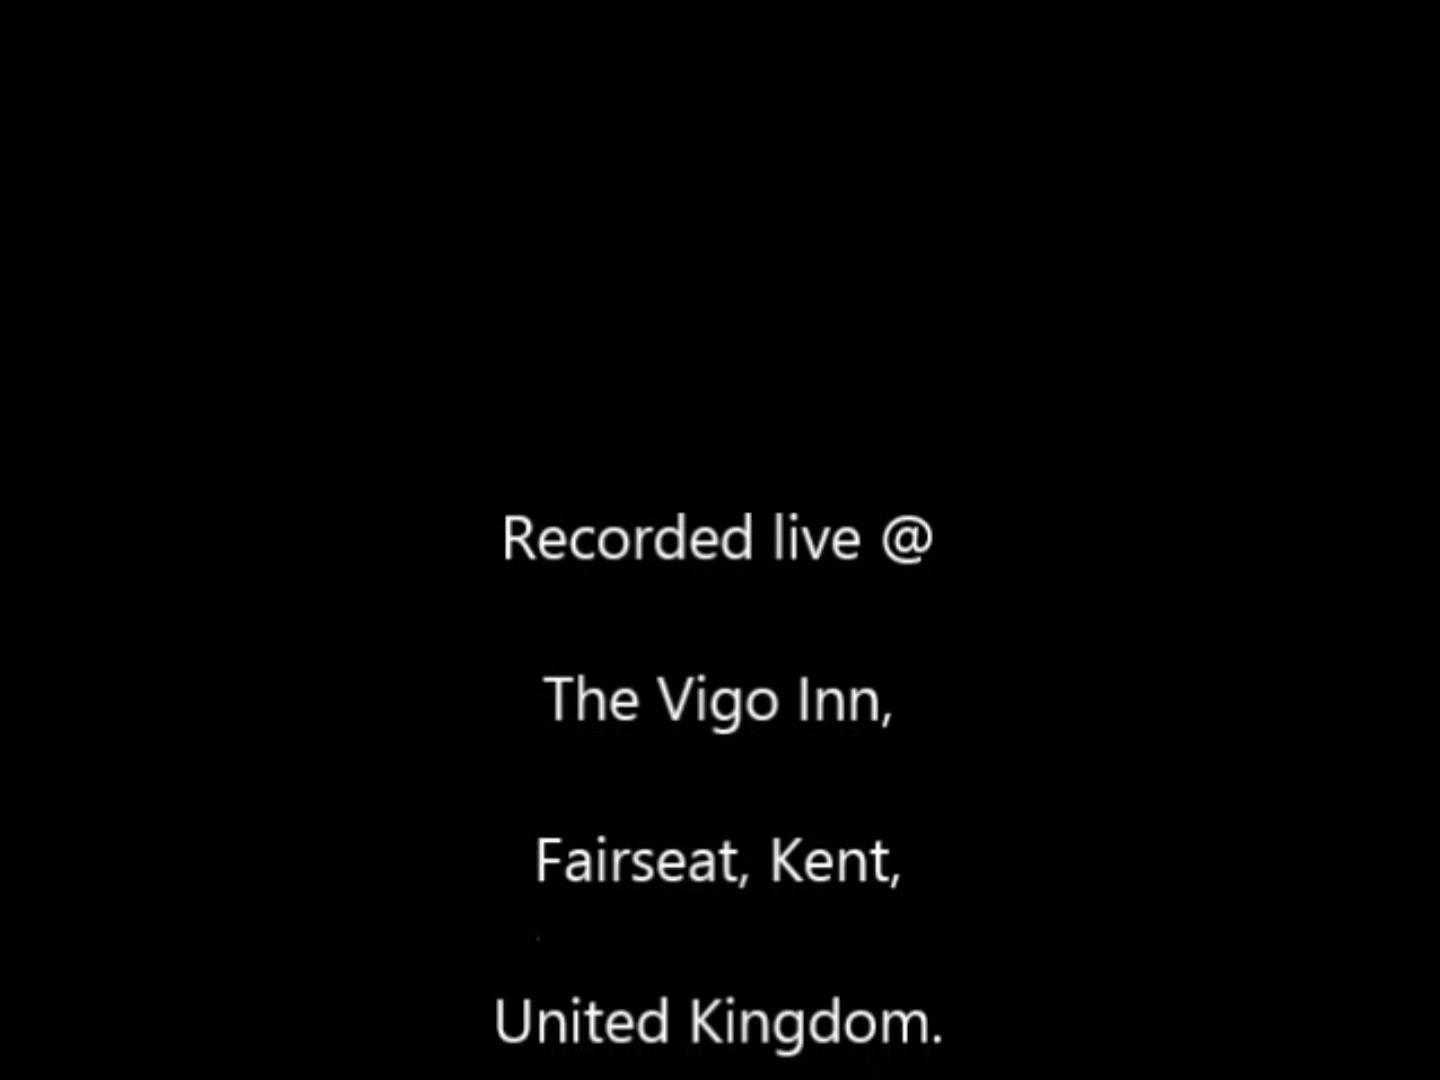 Recorded live @
The Vigo Inn,
Fairseat, Kent,
United Kingdom.